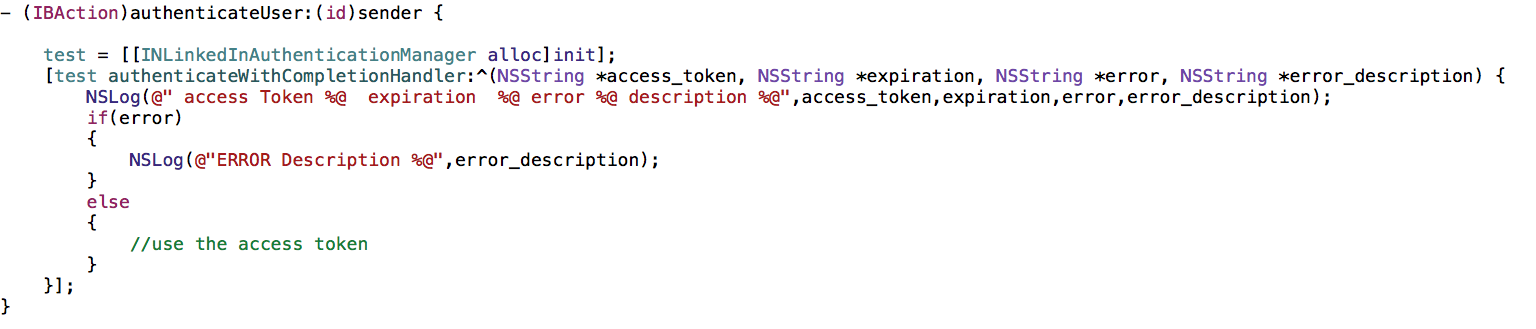 - (IBAction)authenticateUser:(id)sender {
    test = [[INLinkedInAuthenticationManager alloc]init];
    [test authenticateWithCompletionHandler:^(NSString *access_token, NSString *expiration, NSString *error, NSString *error_description) {
        NSLog(@" access Token %@  expiration  %@ error %@ description %@",access_token,expiration,error,error_description);
        if(error)
        {
            NSLog(@"ERROR Description %@",error_description);
        }
        else
        {
            //use the access token
        }
    }];
}